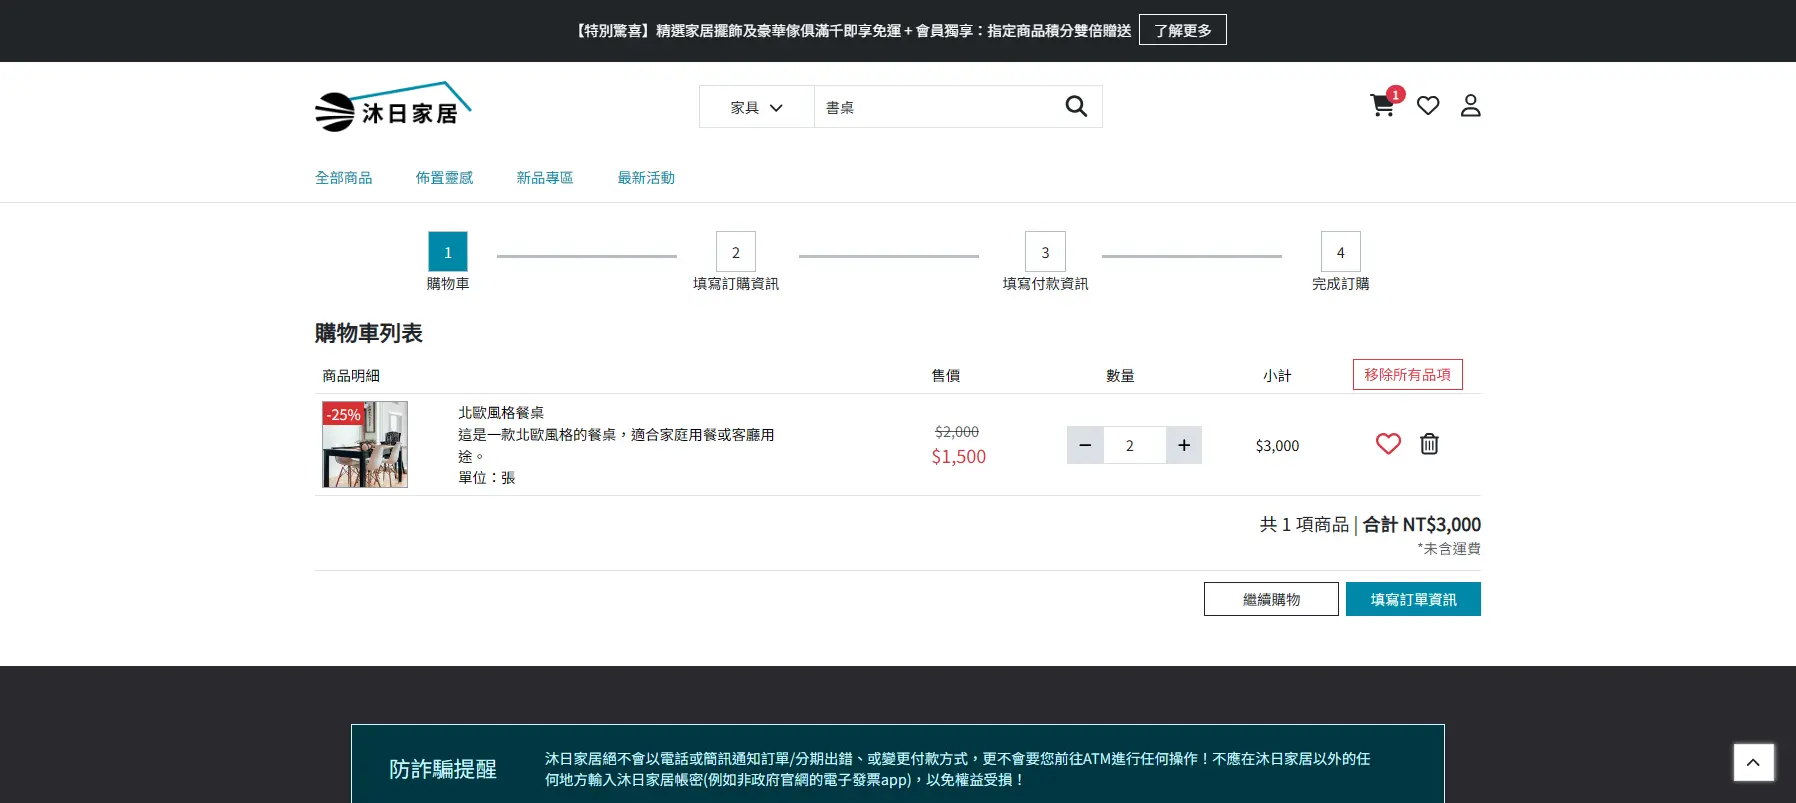 【特別驚喜】精選家居擺飾及豪華傢俱滿千即享免運 + 會員獨享：指定商品積分雙倍贈送 了解更多
沐日家居 家具 書桌 1
全部商品 佈置靈感 新品專區 最新活動
1 2 3 4
購物車 填寫訂購資訊 填寫付款資訊 完成訂購
購物車列表
商品明細 售價 數量 小計 移除所有品項
-25%
北歐風格餐桌
這是一款北歐風格的餐桌，適合家庭用餐或客廳用
途。
單位：張
$2,000
$1,500
2
$3,000
共 1 項商品 | 合計 NT$3,000
*未含運費
繼續購物 填寫訂單資訊
防詐騙提醒
沐日家居絕不會以電話或簡訊通知訂單/分期出錯、或變更付款方式，更不會要您前往ATM進行任何操作！不應在沐日家居以外的任
何地方輸入沐日家居帳密(例如非政府官網的電子發票app)，以免權益受損！